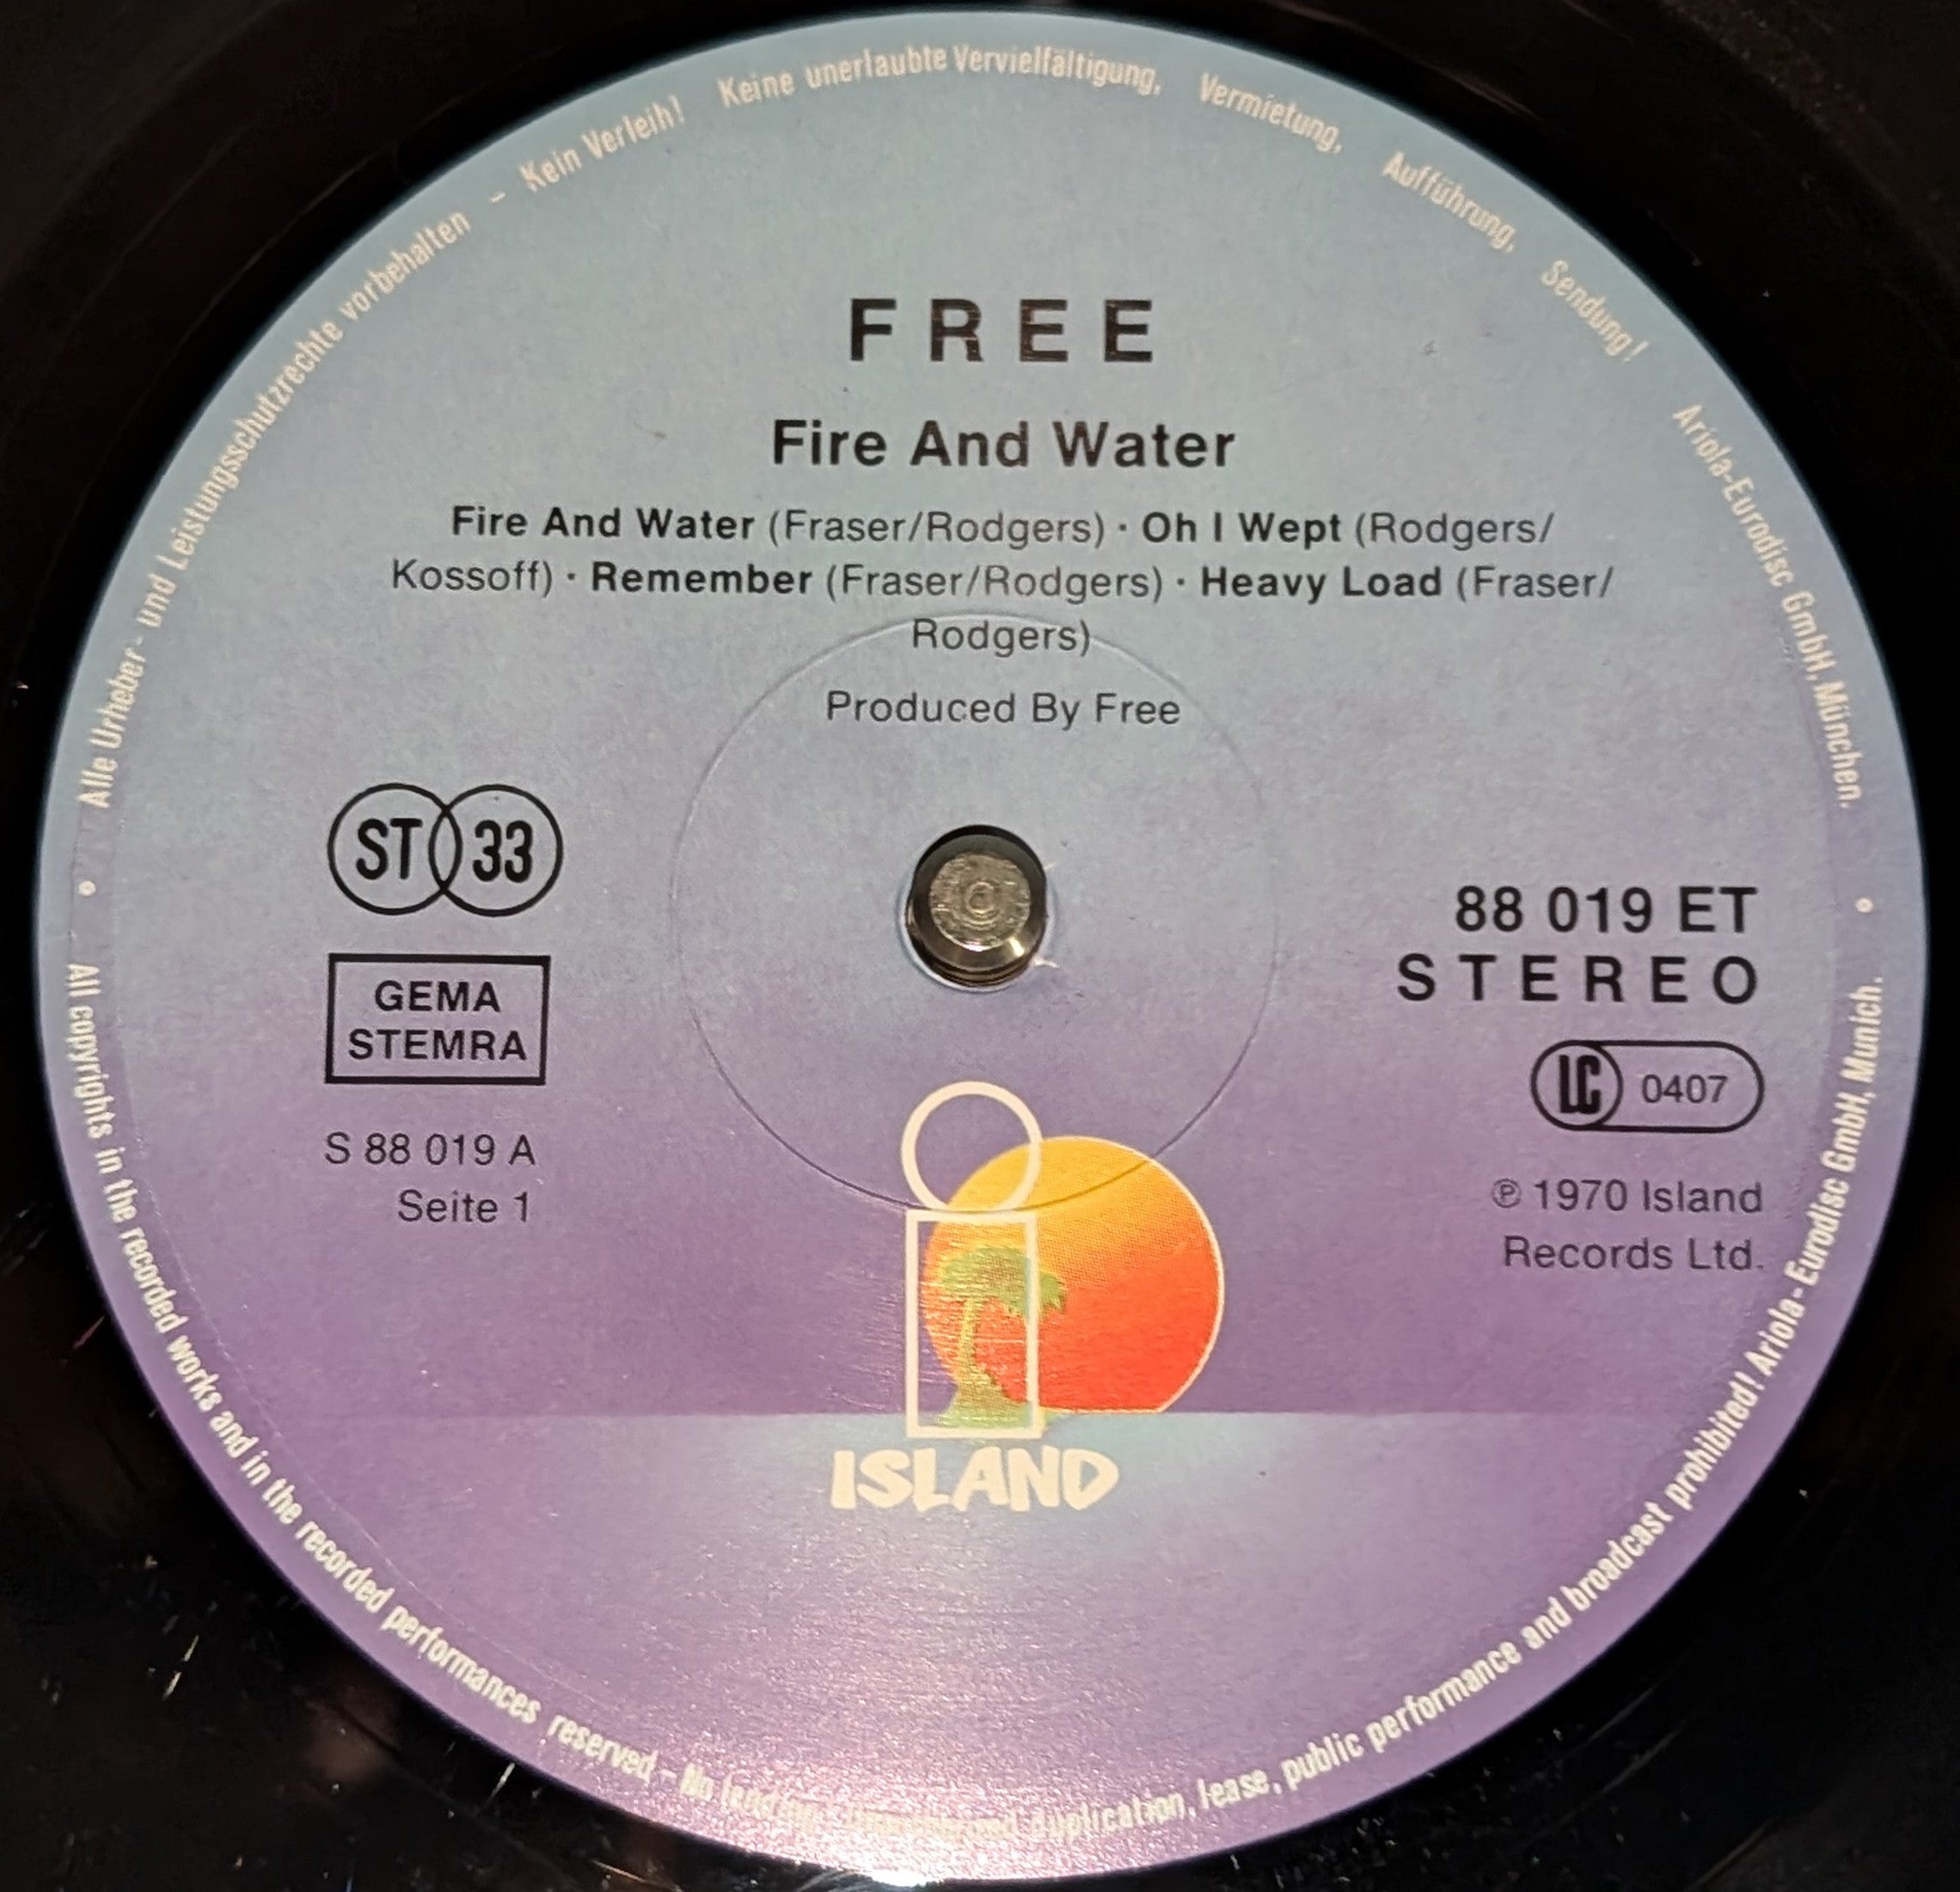 Alle Urheber- und Leistungsschutzrechte vorbehalten - Kein Verleih! Keine unerlaubte Vervielfältigung, Vermietung, Aufführung, Sendung! Ariola-Eurodisc GmbH, München.
FREE
Fire And Water
Fire And Water (Fraser/Rodgers) · Oh I Wept (Rodgers/
Kossoff) · Remember (Fraser/Rodgers) · Heavy Load (Fraser/
Rodgers)
Produced By Free
ST 33
GEMA
STEMRA
S 88 019 A
Seite 1
88 019 ET
STEREO
LC 0407
℗ 1970 Island
Records Ltd.
ISLAND
All copyrights in the recorded works and in the recorded performances reserved - No lending, duplication, lease, public performance and broadcast prohibited! Ariola-Eurodisc GmbH, Munich.